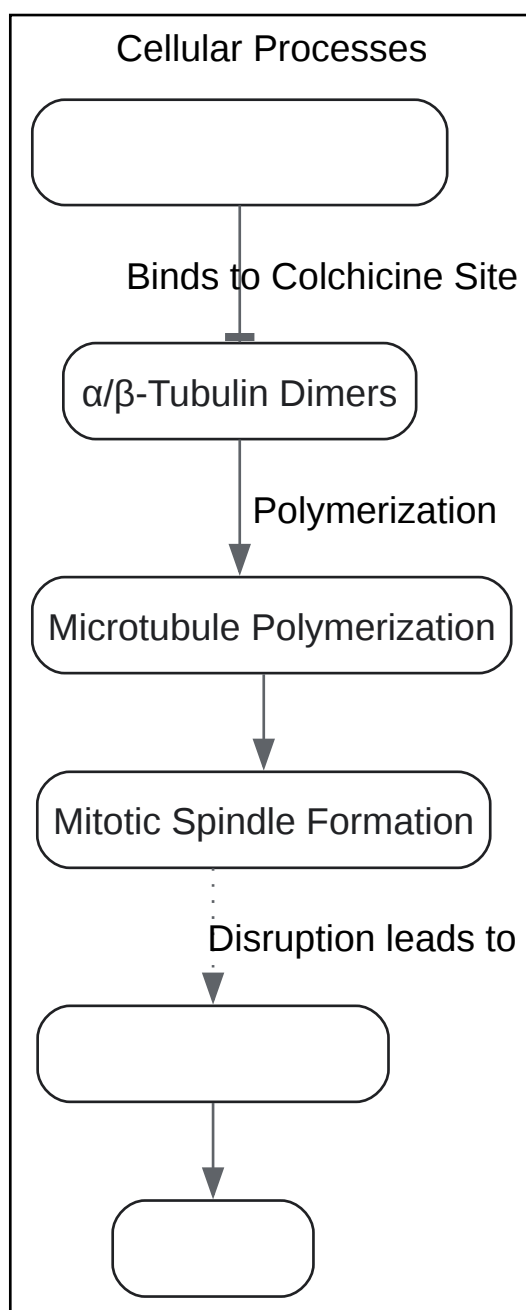 Cellular Processes
Binds to Colchicine Site
α/β-Tubulin Dimers
Polymerization
Microtubule Polymerization
Mitotic Spindle Formation
Disruption leads to